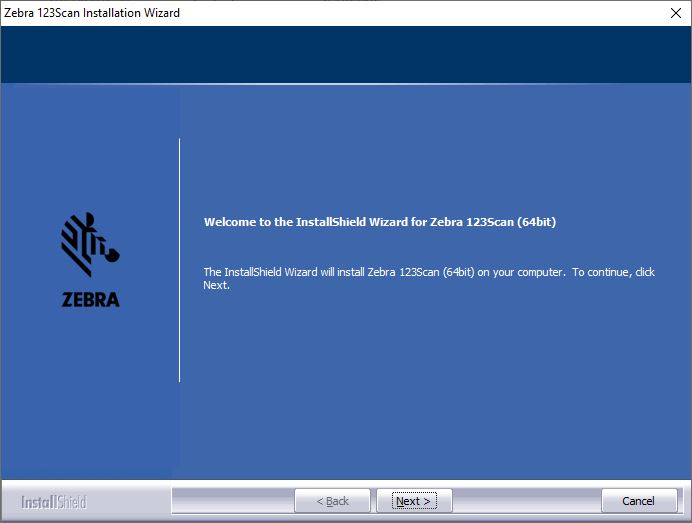 Zebra 123Scan Installation Wizard
Welcome to the InstallShield Wizard for Zebra 123Scan (64bit)
The InstallShield Wizard will install Zebra 123Scan (64bit) on your computer.  To continue, click
Next.
ZEBRA
InstallShield
< Back
Next >
Cancel